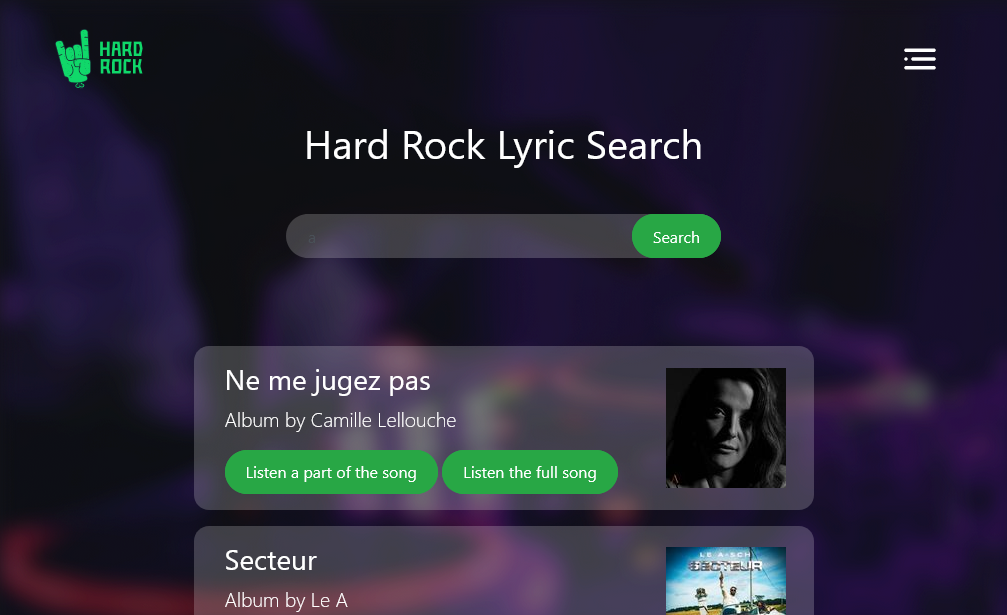 HARD
ROCK
Hard Rock Lyric Search
a
Search
Ne me jugez pas
Album by Camille Lellouche
Listen a part of the song
Listen the full song
Secteur
Album by Le A
LE A-SCH
SECTEUR